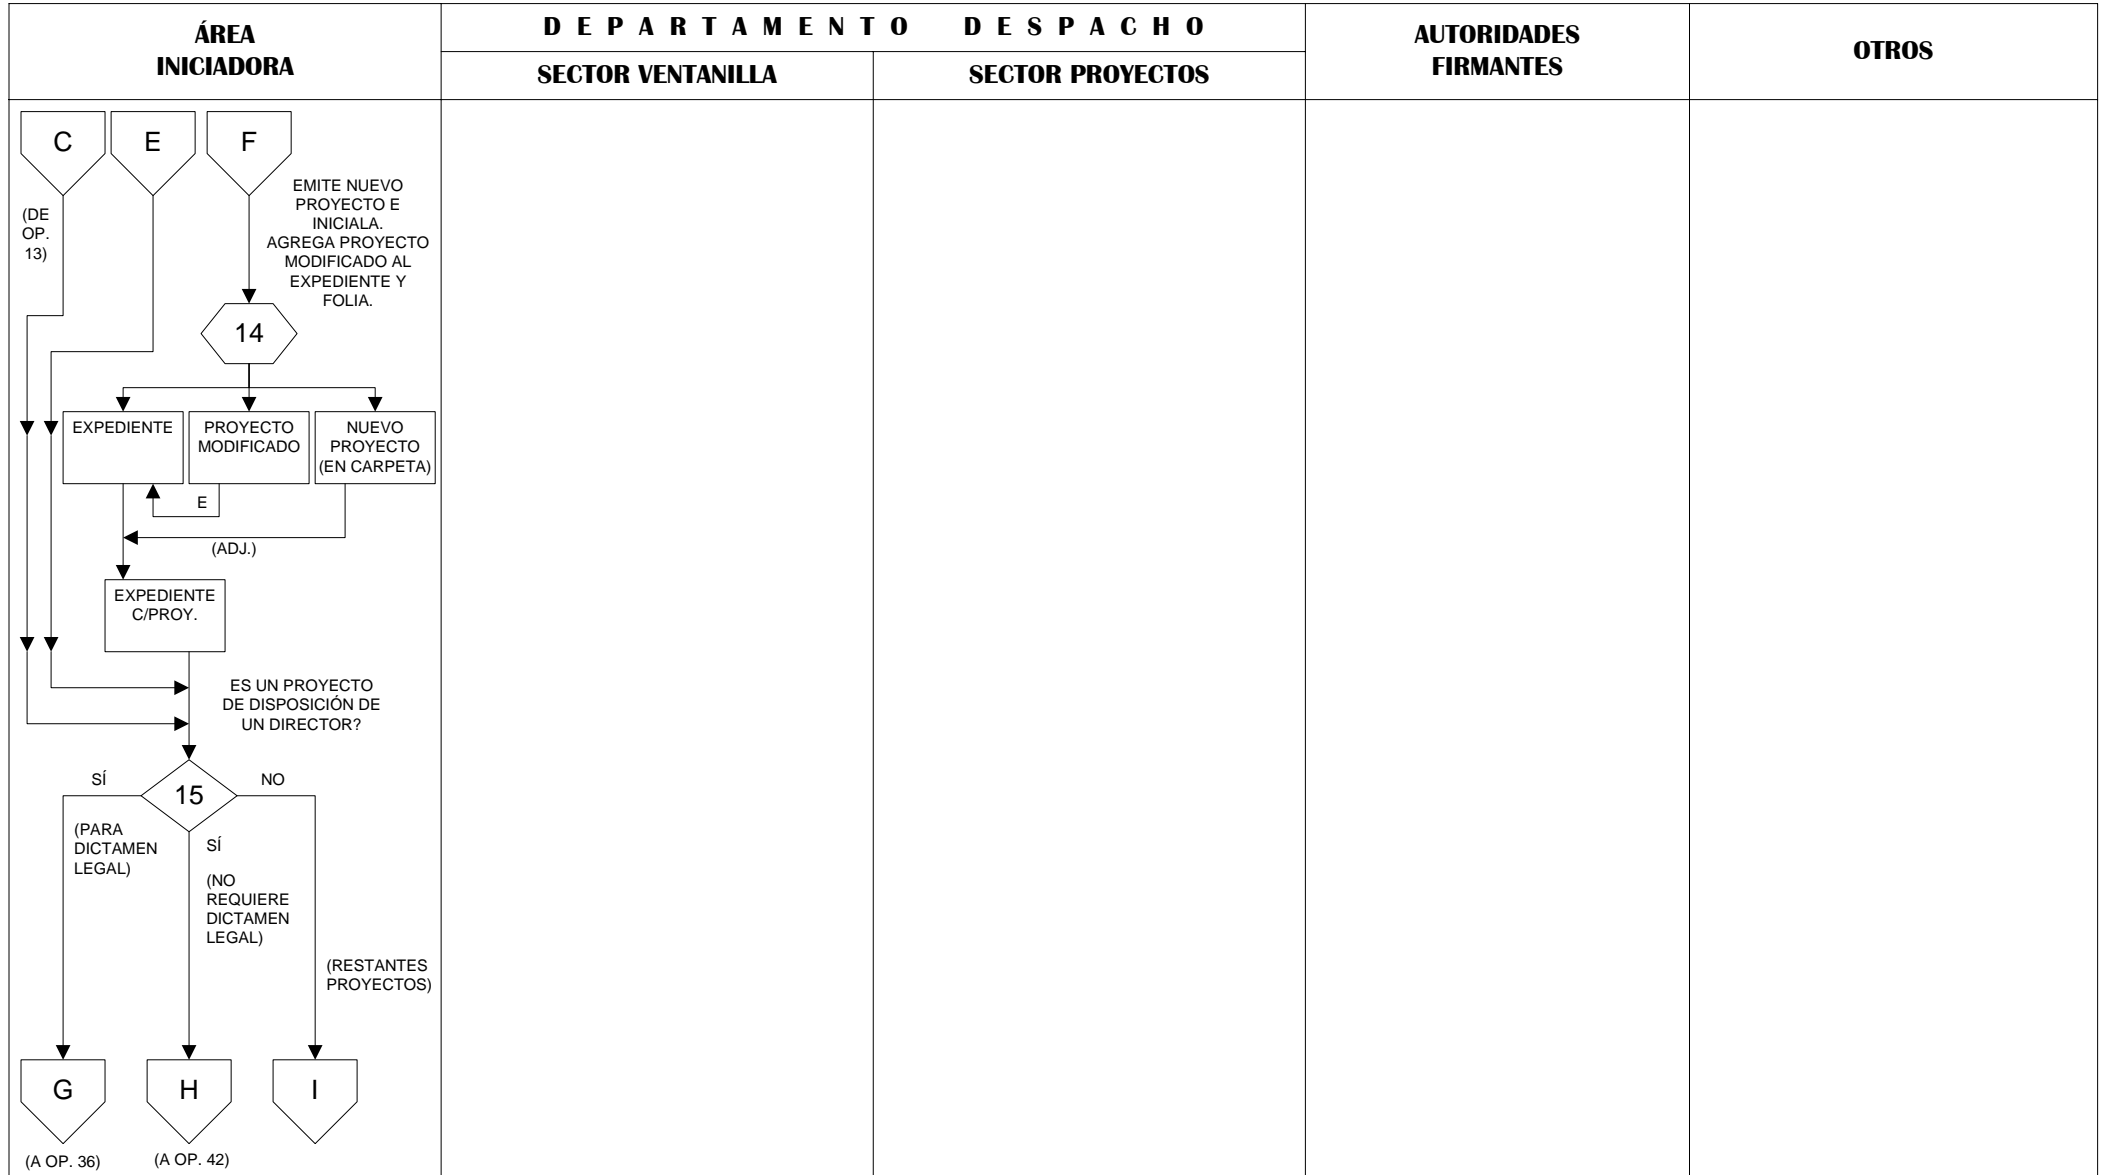 ÁREA
INICIADORA
DEPARTAMENTO DESPACHO
SECTOR VENTANILLA
SECTOR PROYECTOS
AUTORIDADES
FIRMANTES
OTROS
C
E
F
(DE
OP.
13)
EMITE NUEVO
PROYECTO E
INICIALA.
AGREGA PROYECTO
MODIFICADO AL
EXPEDIENTE Y
FOLIA.
14
EXPEDIENTE
PROYECTO
MODIFICADO
NUEVO
PROYECTO
(EN CARPETA)
E
(ADJ.)
EXPEDIENTE
C/PROY.
ES UN PROYECTO
DE DISPOSICIÓN DE
UN DIRECTOR?
SÍ
15
NO
(PARA
DICTAMEN
LEGAL)
SÍ
(NO
REQUIERE
DICTAMEN
LEGAL)
(RESTANTES
PROYECTOS)
G
H
I
(A OP. 36)
(A OP. 42)